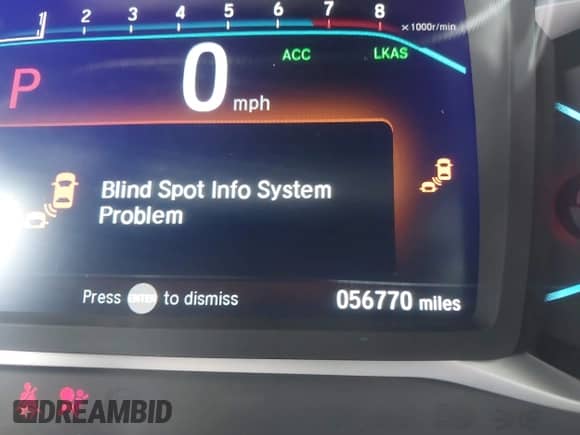 1 2 3 4 5 6 7 8 ×1000r/min
ACC LKAS
P 0 mph
Blind Spot Info System
Problem
Press ENTER to dismiss
056770 miles
DREAMBID